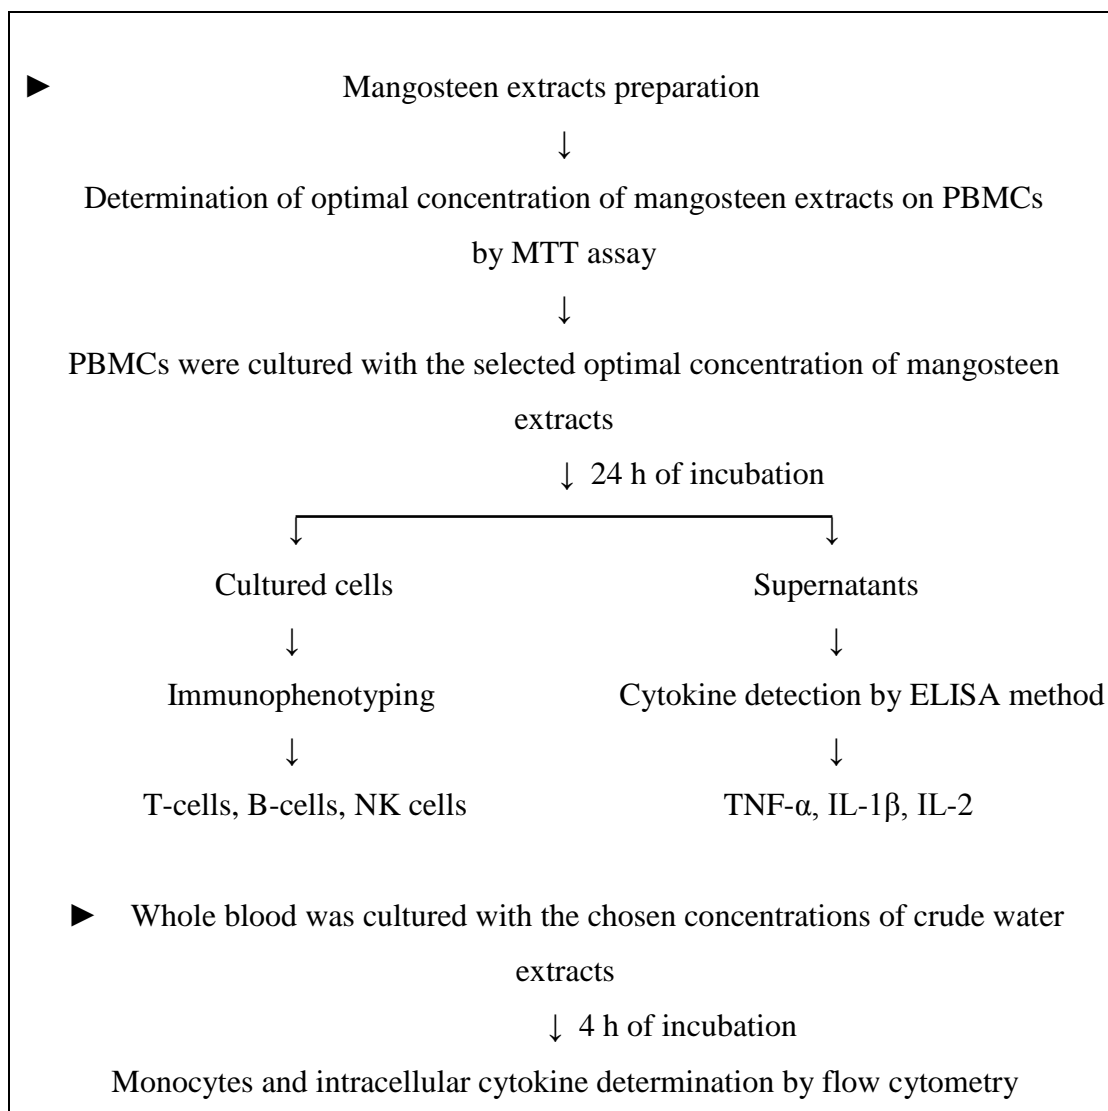 ► Mangosteen extracts preparation
↓
Determination of optimal concentration of mangosteen extracts on PBMCs
by MTT assay
↓
PBMCs were cultured with the selected optimal concentration of mangosteen
extracts
↓ 24 h of incubation
↓ ↓
Cultured cells Supernatants
↓ ↓
Immunophenotyping Cytokine detection by ELISA method
↓ ↓
T-cells, B-cells, NK cells TNF-α, IL-1β, IL-2
► Whole blood was cultured with the chosen concentrations of crude water
extracts
↓ 4 h of incubation
Monocytes and intracellular cytokine determination by flow cytometry